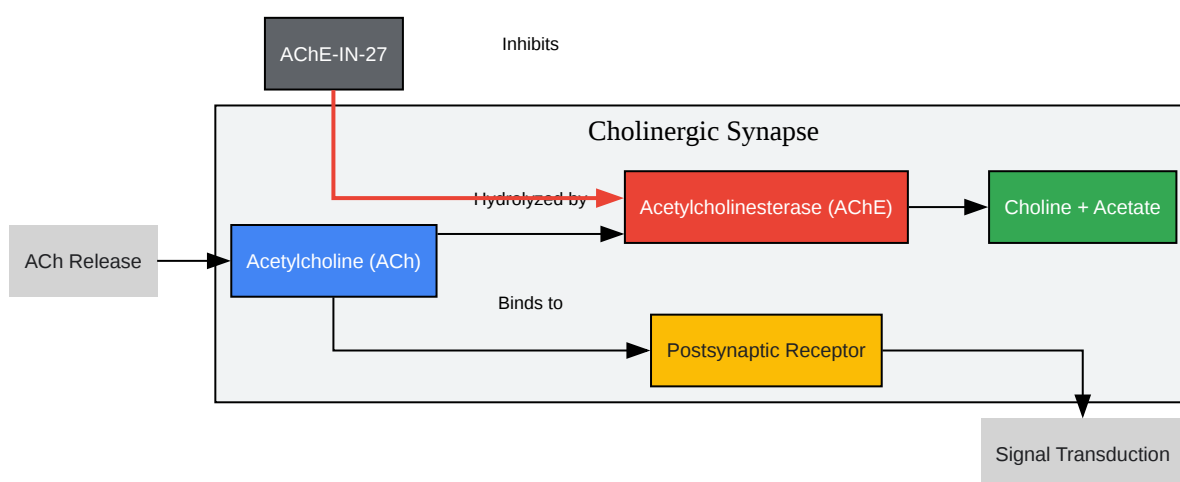 AChE-IN-27
Inhibits
Cholinergic Synapse
Hydrolyzed by
Acetylcholinesterase (AChE)
Choline + Acetate
ACh Release
Acetylcholine (ACh)
Binds to
Postsynaptic Receptor
Signal Transduction